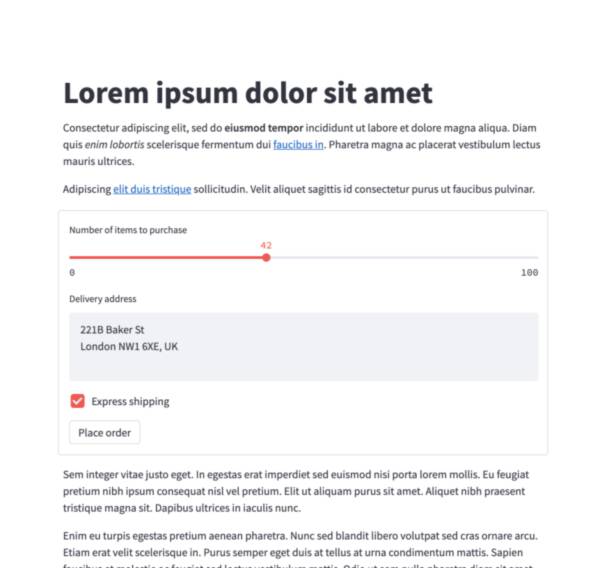 Lorem ipsum dolor sit amet
Consectetur adipiscing elit, sed do eiusmod tempor incididunt ut labore et dolore magna aliqua. Diam
quis enim lobortis scelerisque fermentum dui faucibus in. Pharetra magna ac placerat vestibulum lectus
mauris ultrices.
Adipiscing elit duis tristique sollicitudin. Velit aliquet sagittis id consectetur purus ut faucibus pulvinar.
Number of items to purchase
42
0 100
Delivery address
221B Baker St
London NW1 6XE, UK
Express shipping
Place order
Sem integer vitae justo eget. In egestas erat imperdiet sed euismod nisi porta lorem mollis. Eu feugiat
pretium nibh ipsum consequat nisl vel pretium. Elit ut aliquam purus sit amet. Aliquet nibh praesent
tristique magna sit. Dapibus ultrices in iaculis nunc.
Enim eu turpis egestas pretium aenean pharetra. Nunc sed blandit libero volutpat sed cras ornare arcu.
Etiam erat velit scelerisque in. Purus semper eget duis at tellus at urna condimentum mattis. Sapien